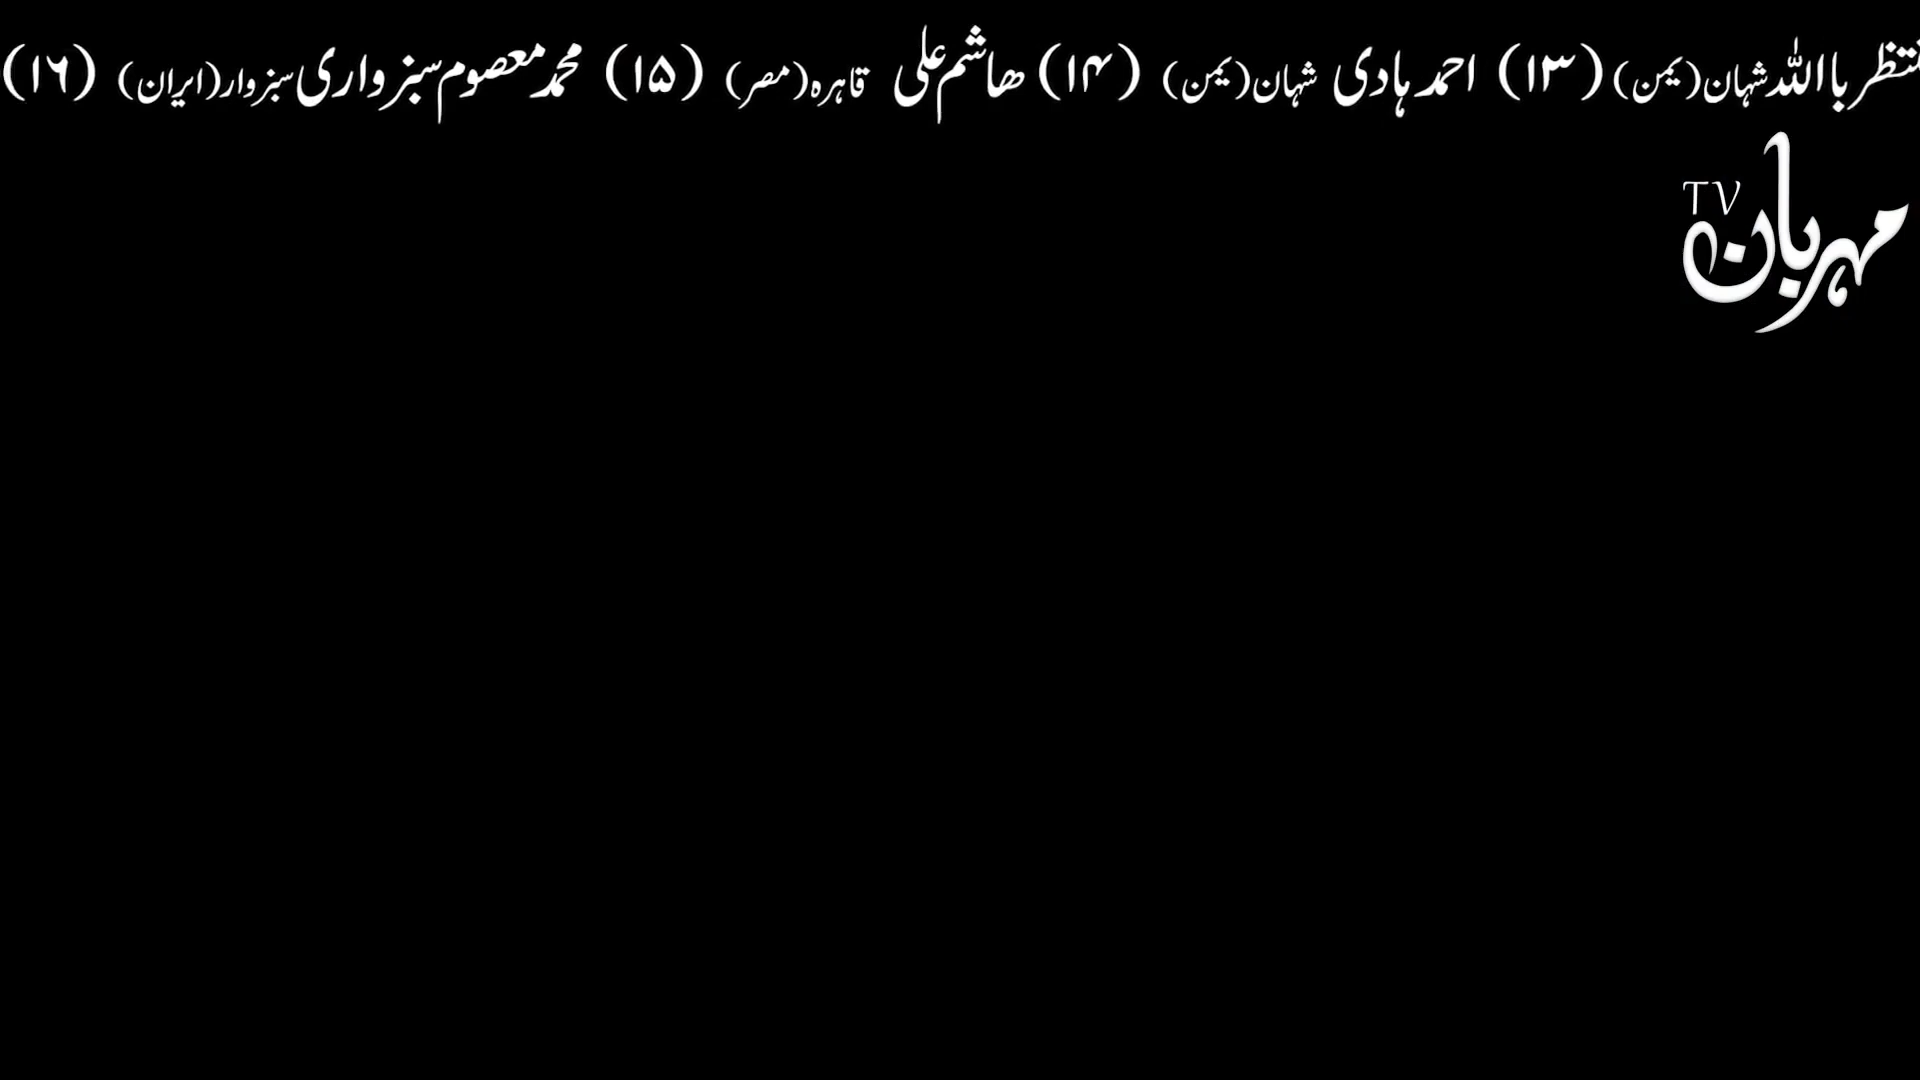 نتظر باللہ شہان (یمن) (۱۳) احمد ہادی شہان (یمن) (۱۴) ھاشم علی قاہرہ (مصر) (۱۵) محمد معصوم سبزواری سبزوار (ایران) (۱۶)
TV
مہربان